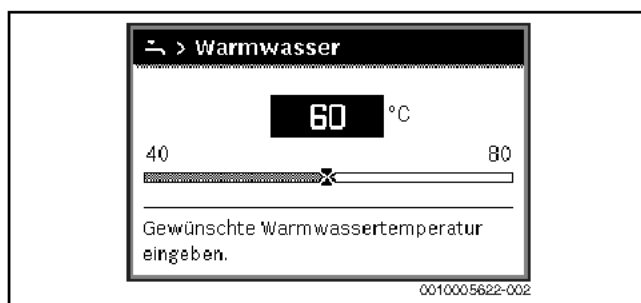 > Warmwasser
60 °C
40 80
Gewünschte Warmwassertemperatur
eingeben.
0010005622-002